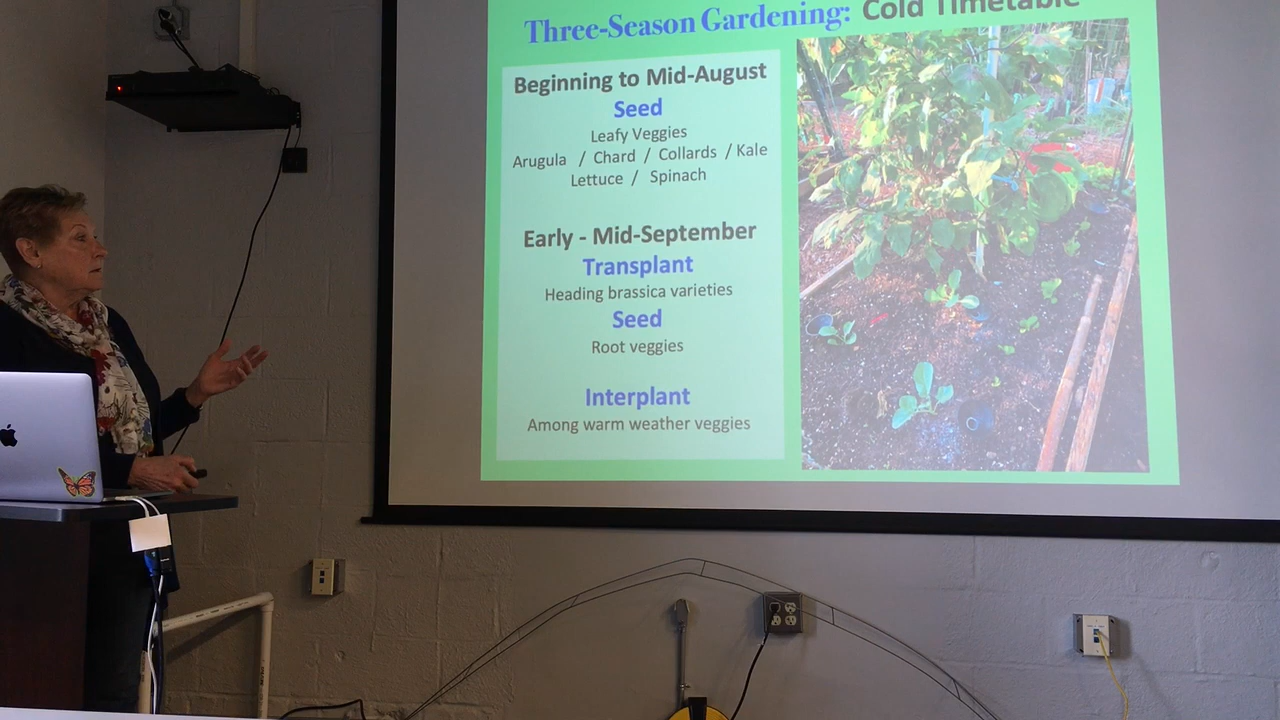 Three-Season Gardening: Cold Timetable
Beginning to Mid-August
Seed
Leafy Veggies
Arugula / Chard / Collards / Kale
Lettuce / Spinach
Early - Mid-September
Transplant
Heading brassica varieties
Seed
Root veggies
Interplant
Among warm weather veggies